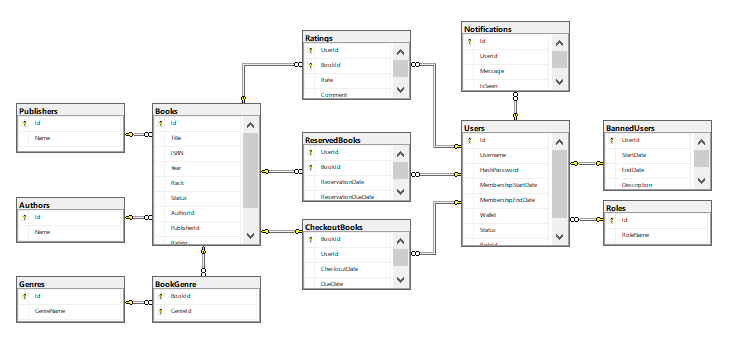 Notifications
Id
UserId
Message
IsSeen
Ratings
UserId
BookId
Rate
Comment
Publishers
Id
Name
Books
Id
Title
ISBN
Year
Rack
Status
AuthorId
PublisherId
Rating
ReservedBooks
UserId
BookId
ReservationDate
ReservationDueDate
Users
Id
Username
HashPassword
MembershipStartDate
MembershipEndDate
Wallet
Status
RoleId
BannedUsers
UserId
StartDate
EndDate
Description
Authors
Id
Name
Roles
Id
RoleName
CheckoutBooks
BookId
UserId
CheckoutDate
DueDate
Genres
Id
GenreName
BookGenre
BookId
GenreId